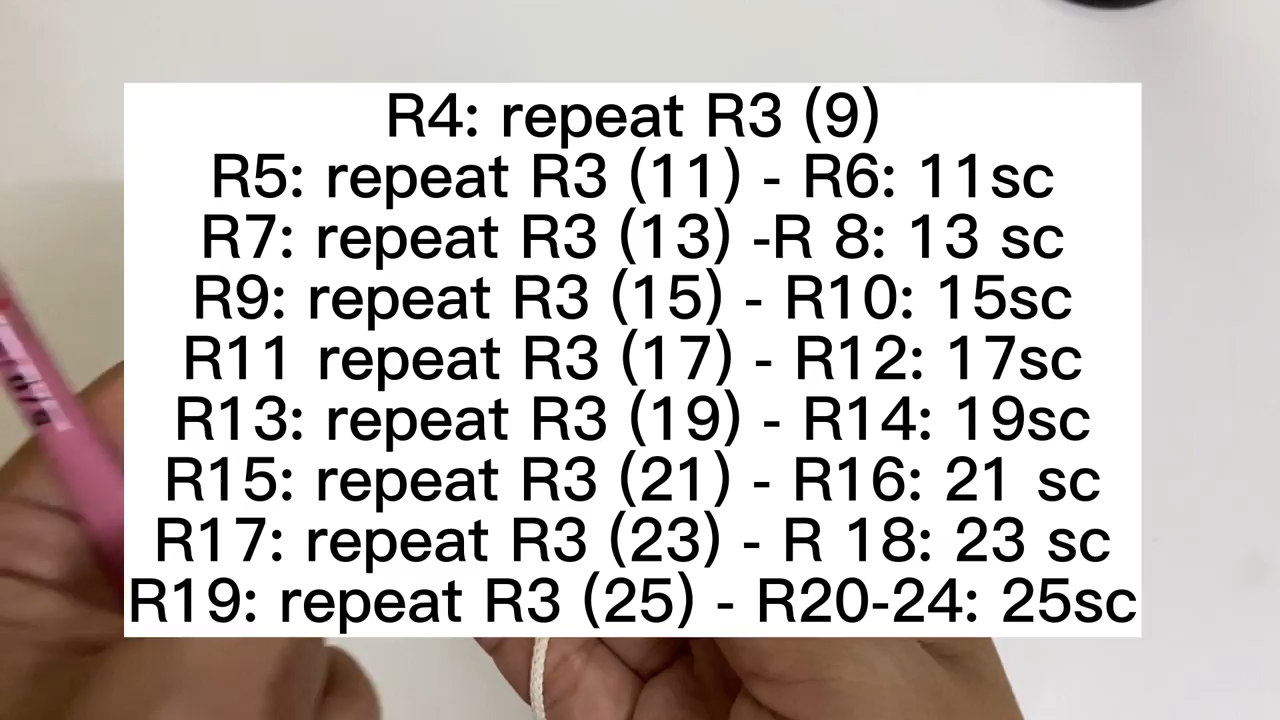 R4: repeat R3 (9)
R5: repeat R3 (11) - R6: 11sc
R7: repeat R3 (13) -R 8: 13 sc
R9: repeat R3 (15) - R10: 15sc
R11 repeat R3 (17) - R12: 17sc
R13: repeat R3 (19) - R14: 19sc
R15: repeat R3 (21) - R16: 21 sc
R17: repeat R3 (23) - R 18: 23 sc
R19: repeat R3 (25) - R20-24: 25sc